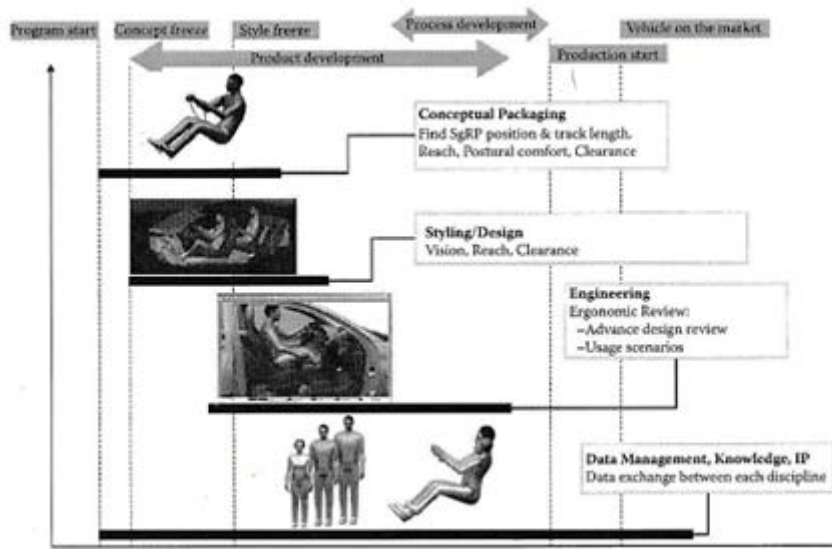 Process development
Vehicle on the market
Program start
Concept freeze
Style freeze
Product development
Production start
Conceptual Packaging
Find SgRP position & track length.
Reach, Postural comfort, Clearance
Styling/Design
Vision, Reach, Clearance
Engineering
Ergonomic Review:
–Advance design review
–Usage scenarios
Data Management, Knowledge, IP
Data exchange between each discipline